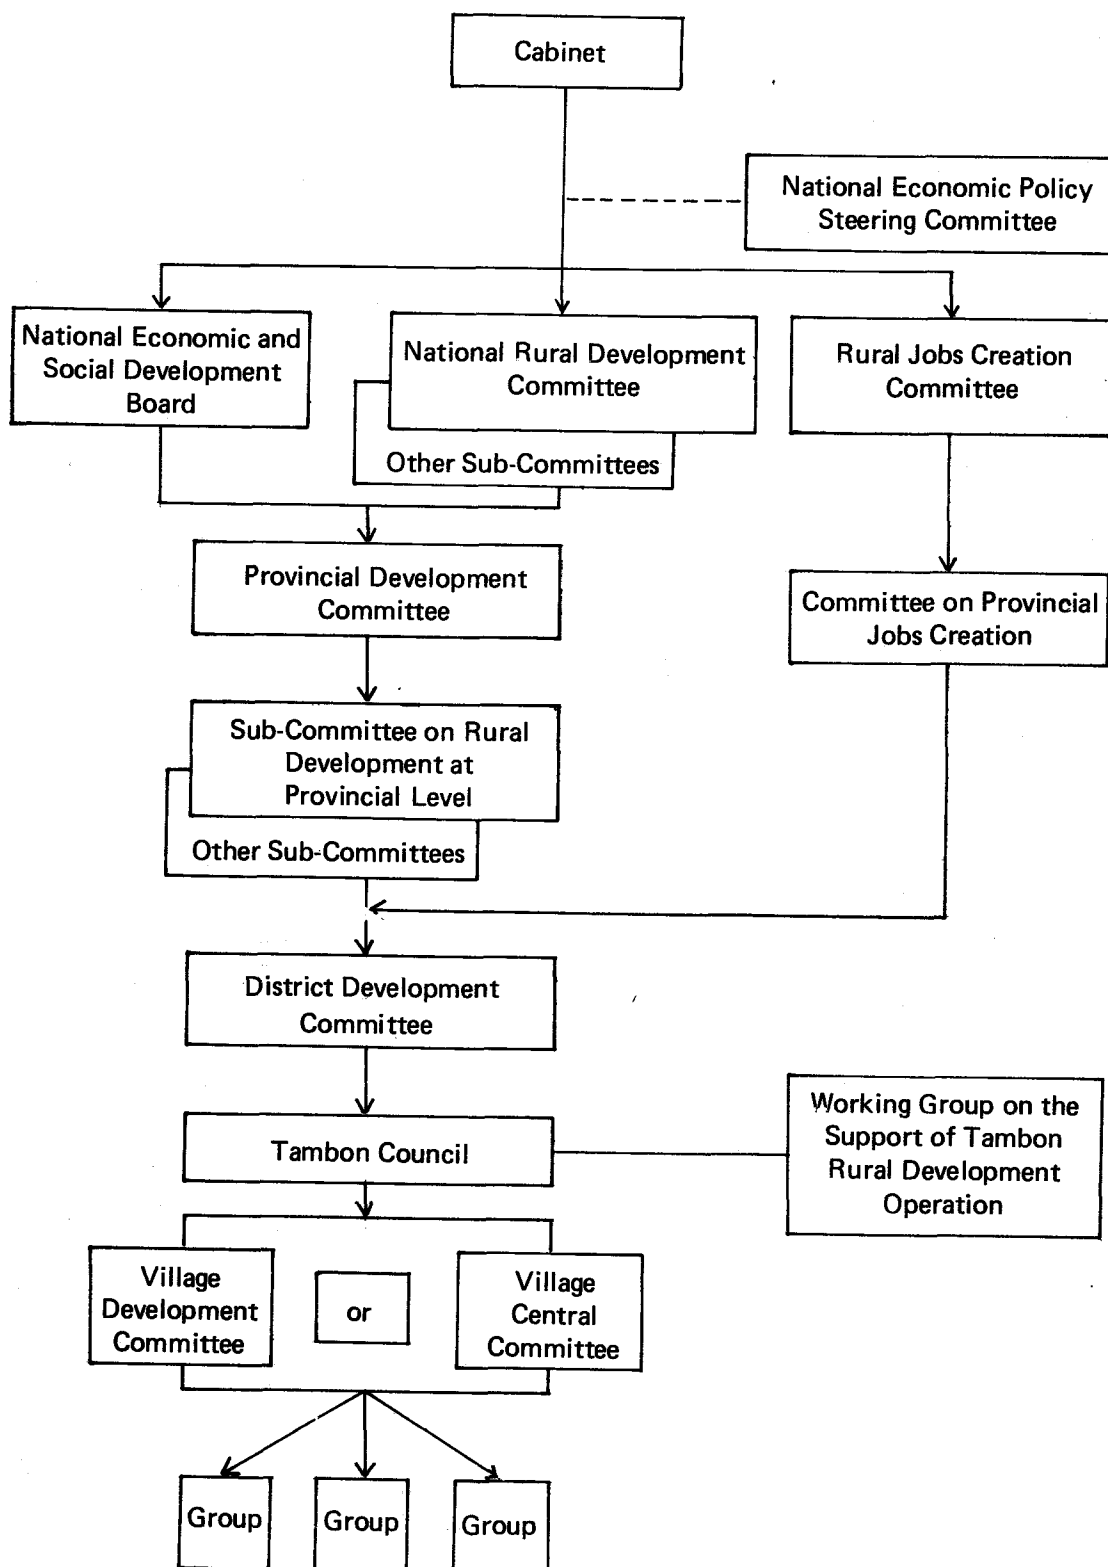 Cabinet
National Economic Policy
Steering Committee
National Economic and
Social Development
Board
National Rural Development
Committee
Other Sub-Committees
Rural Jobs Creation
Committee
Provincial Development
Committee
Committee on Provincial
Jobs Creation
Sub-Committee on Rural
Development at
Provincial Level
Other Sub-Committees
District Development
Committee
Tambon Council
Working Group on the
Support of Tambon
Rural Development
Operation
Village
Development
Committee
or
Village
Central
Committee
Group
Group
Group